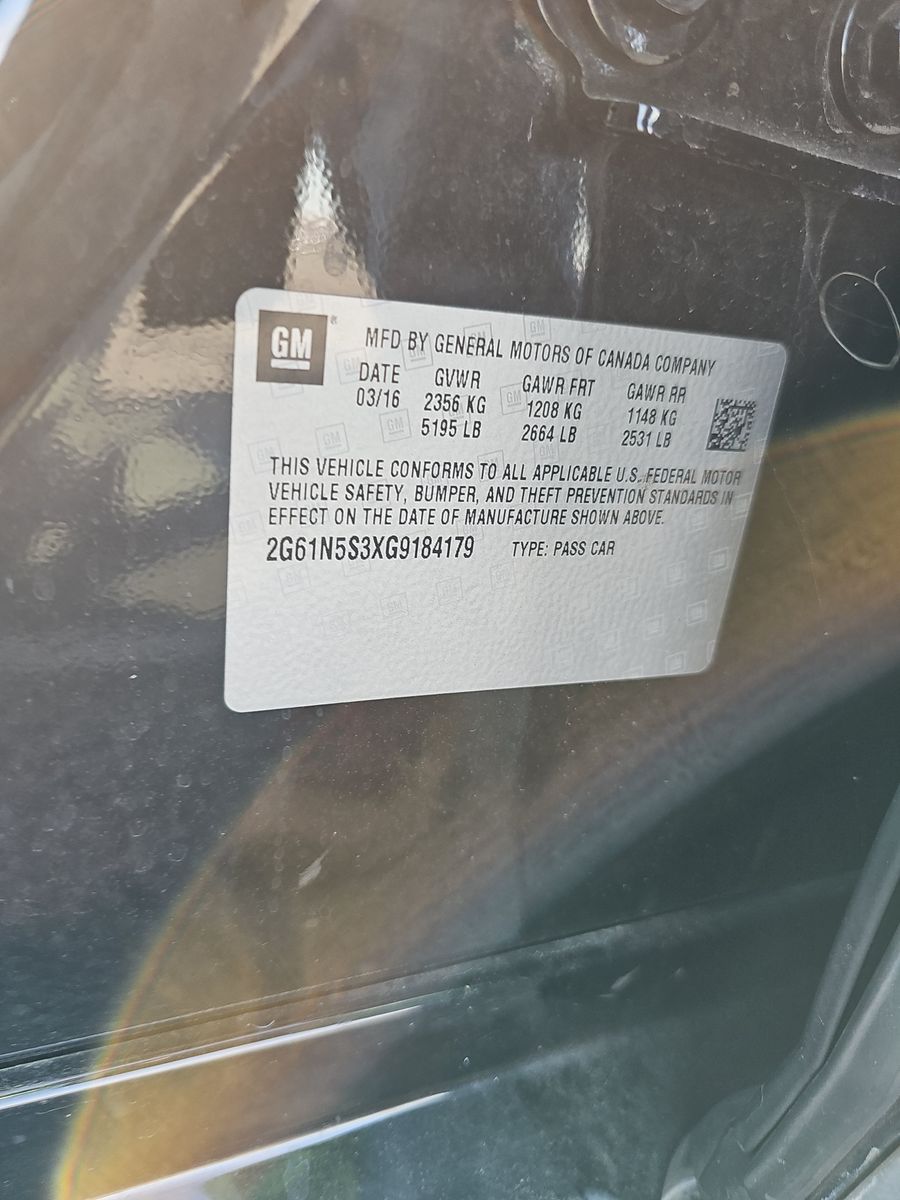 GM
MFD BY GENERAL MOTORS OF CANADA COMPANY
DATE GVWR GAWR FRT GAWR RR
03/16 2356 KG 1208 KG 1148 KG
5195 LB 2664 LB 2531 LB
THIS VEHICLE CONFORMS TO ALL APPLICABLE U.S. FEDERAL MOTOR
VEHICLE SAFETY, BUMPER, AND THEFT PREVENTION STANDARDS IN
EFFECT ON THE DATE OF MANUFACTURE SHOWN ABOVE.
2G61N5S3XG9184179 TYPE: PASS CAR